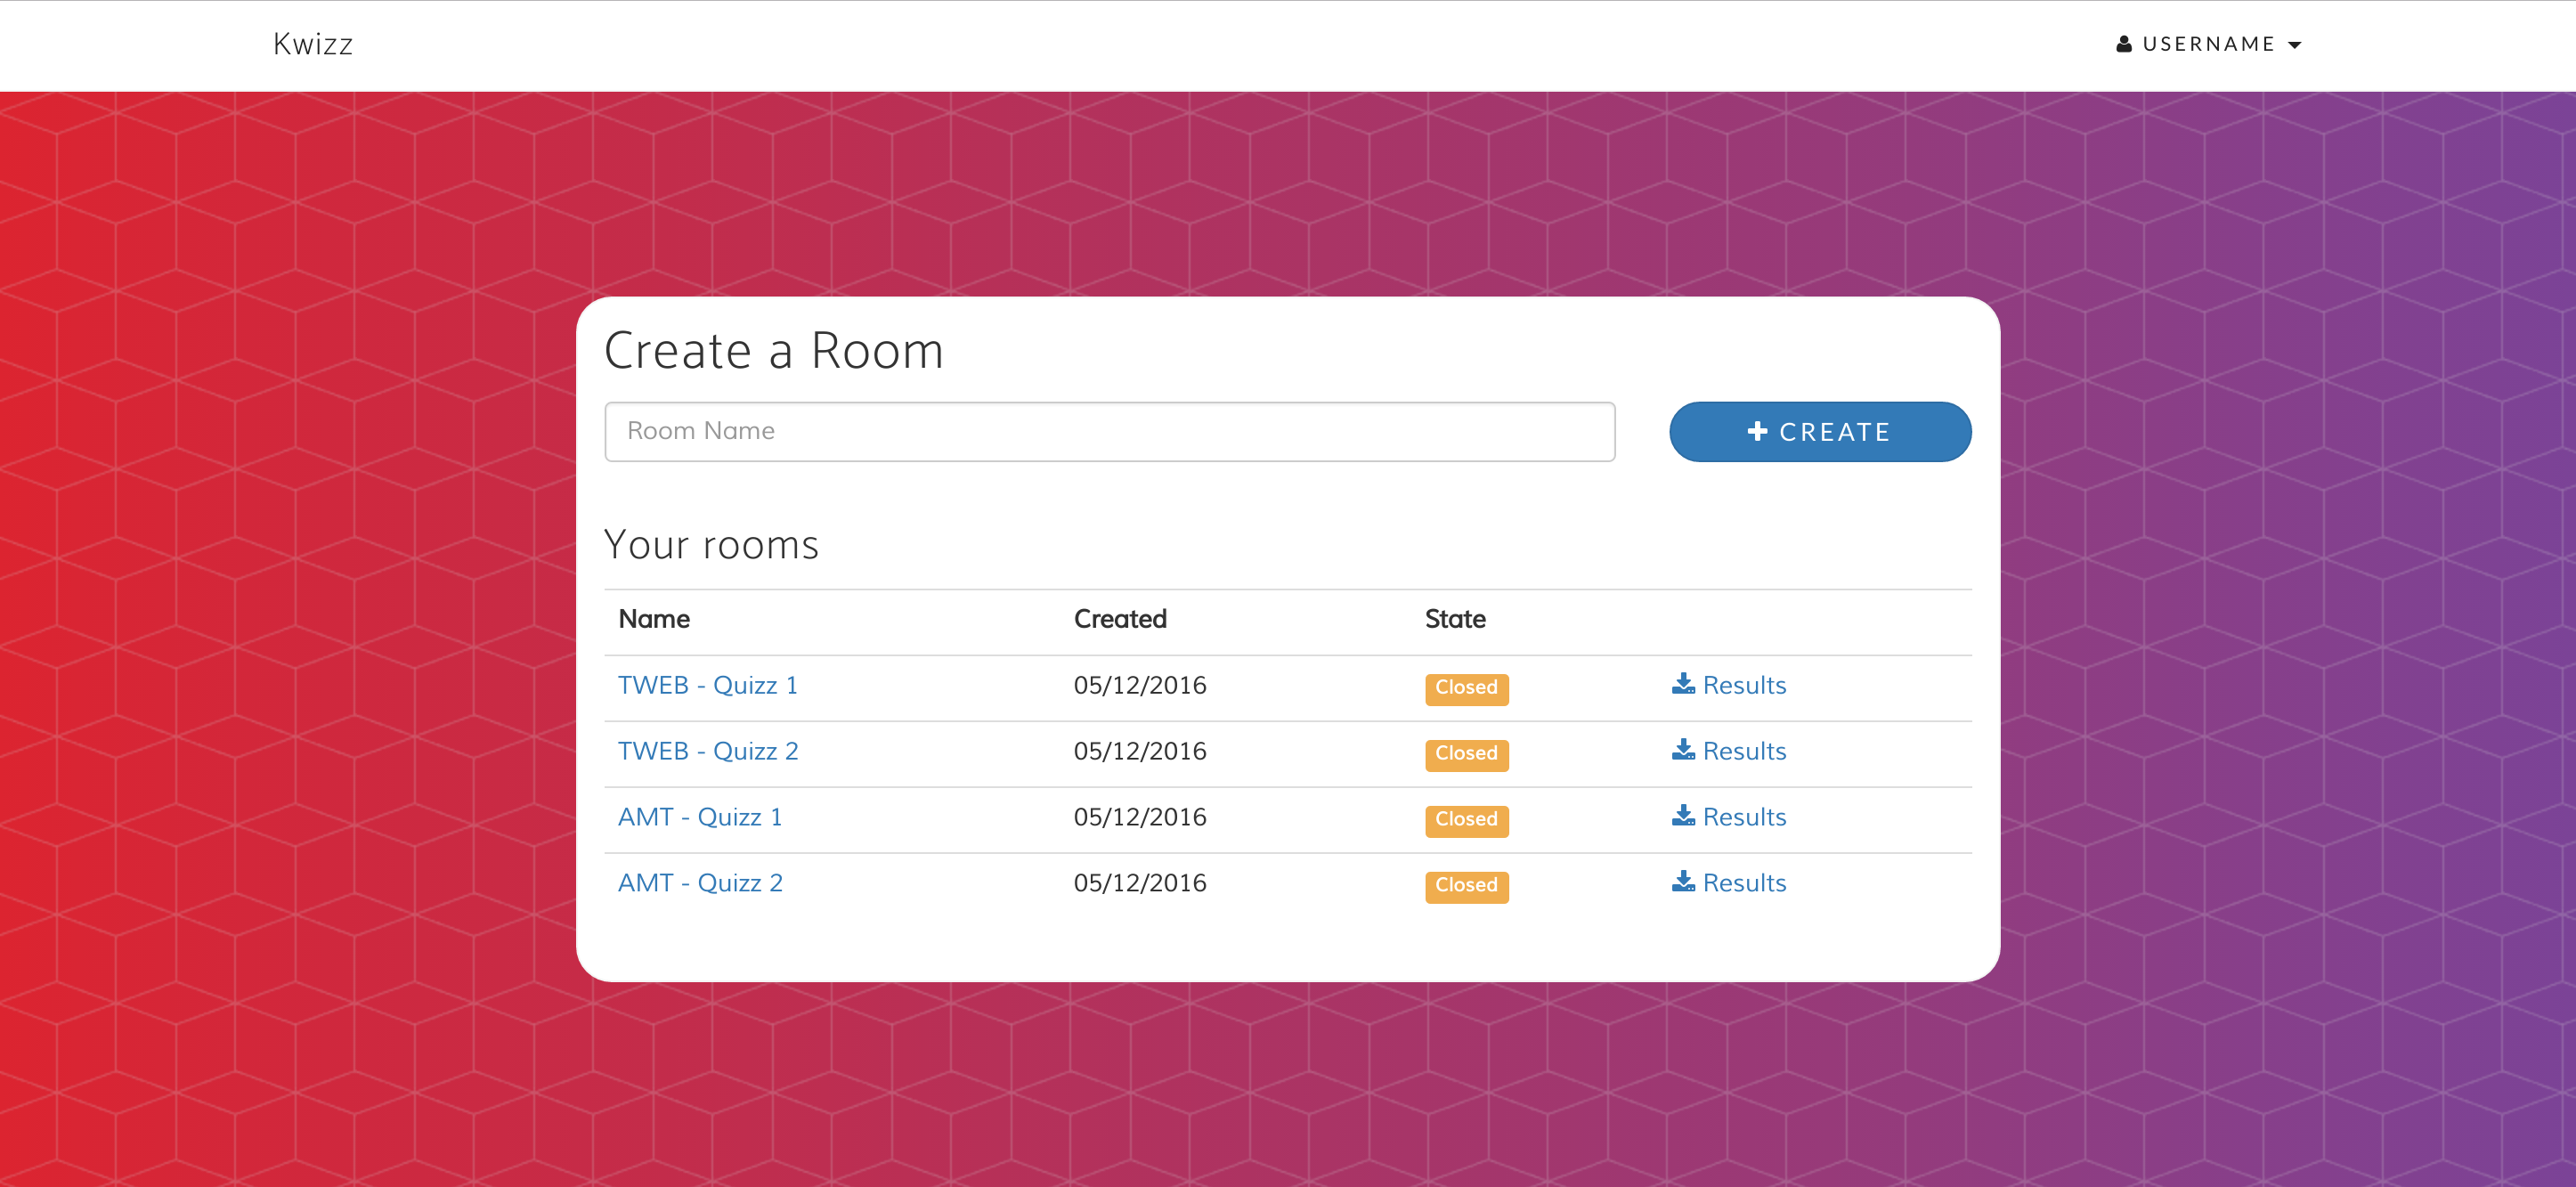 Kwizz
USERNAME
Create a Room
Room Name
CREATE
Your rooms
Name Created State
TWEB - Quizz 1 05/12/2016 Closed Results
TWEB - Quizz 2 05/12/2016 Closed Results
AMT - Quizz 1 05/12/2016 Closed Results
AMT - Quizz 2 05/12/2016 Closed Results